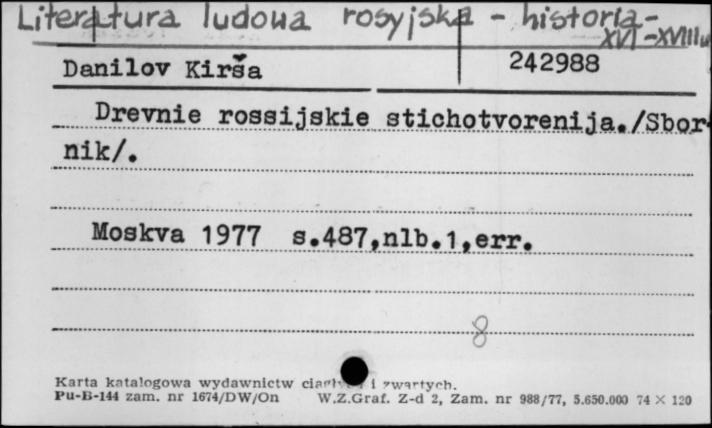 Literatura ludowa rosyjska - historia-
XVI-XVIIIw
Danilov Kirša 242988
Drevnie rossijskie stichotvorenija./Sbor-
nik/.
Moskva 1977 s.487,nlb.1,err.
8
Karta katalogowa wydawnictw ciągłych i zwartych.
Pu-B-144 zam. nr 1674/DW/On W.Z.Graf. Z-d 2, Zam. nr 988/77, 5.650.000 74 × 120